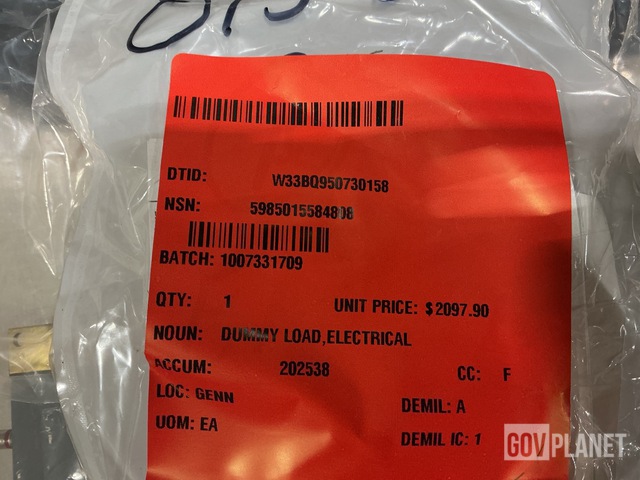 DTID: W33BQ950730158
NSN: 5985015584808
BATCH: 1007331709
QTY: 1 UNIT PRICE: $2097.90
NOUN: DUMMY LOAD,ELECTRICAL
ACCUM: 202538 CC: F
LOC: GENN
DEMIL: A
UOM: EA
DEMIL IC: 1
GOVPLANET